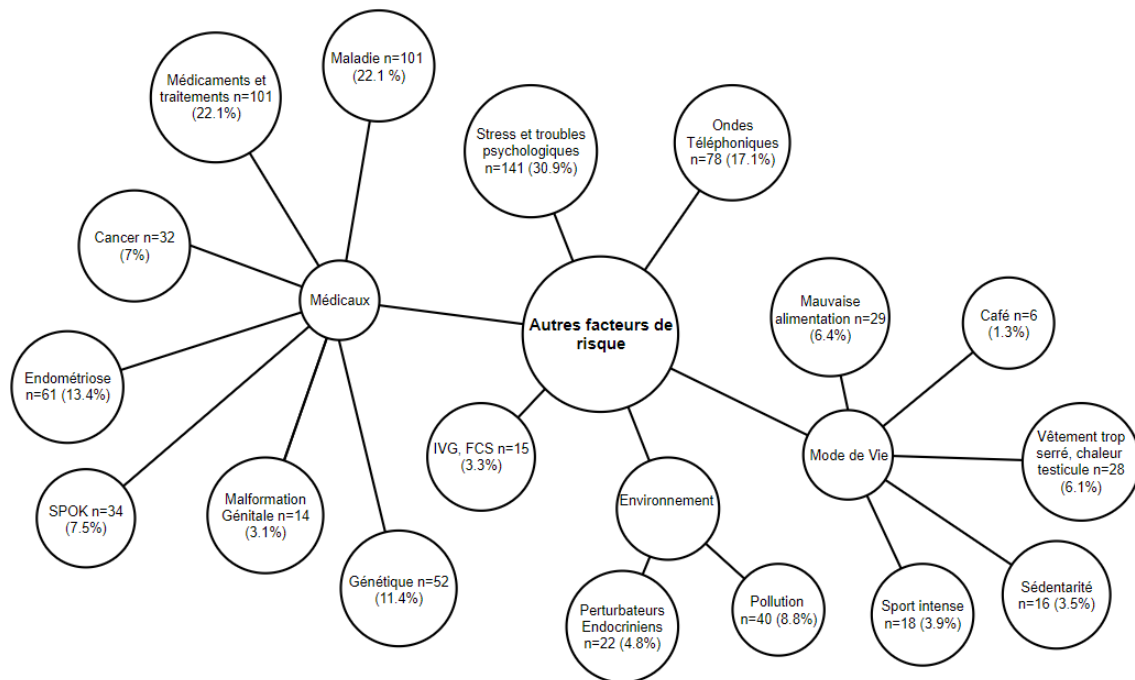 Maladie n=101
(22.1 %)
Médicaments et
traitements n=101
(22.1%)
Stress et troubles
psychologiques
n=141 (30.9%)
Ondes
Téléphoniques
n=78 (17.1%)
Cancer n=32
(7%)
Médicaux
Autres facteurs de
risque
Mauvaise
alimentation n=29
(6.4%)
Café n=6
(1.3%)
Endométriose
n=61 (13.4%)
IVG, FCS n=15
(3.3%)
Mode de Vie
Vêtement trop
serré, chaleur
testicule n=28
(6.1%)
SPOK n=34
(7.5%)
Malformation
Génitale n=14
(3.1%)
Environnement
Génétique n=52
(11.4%)
Perturbateurs
Endocriniens
n=22 (4.8%)
Pollution
n=40 (8.8%)
Sport intense
n=18 (3.9%)
Sédentarité
n=16 (3.5%)